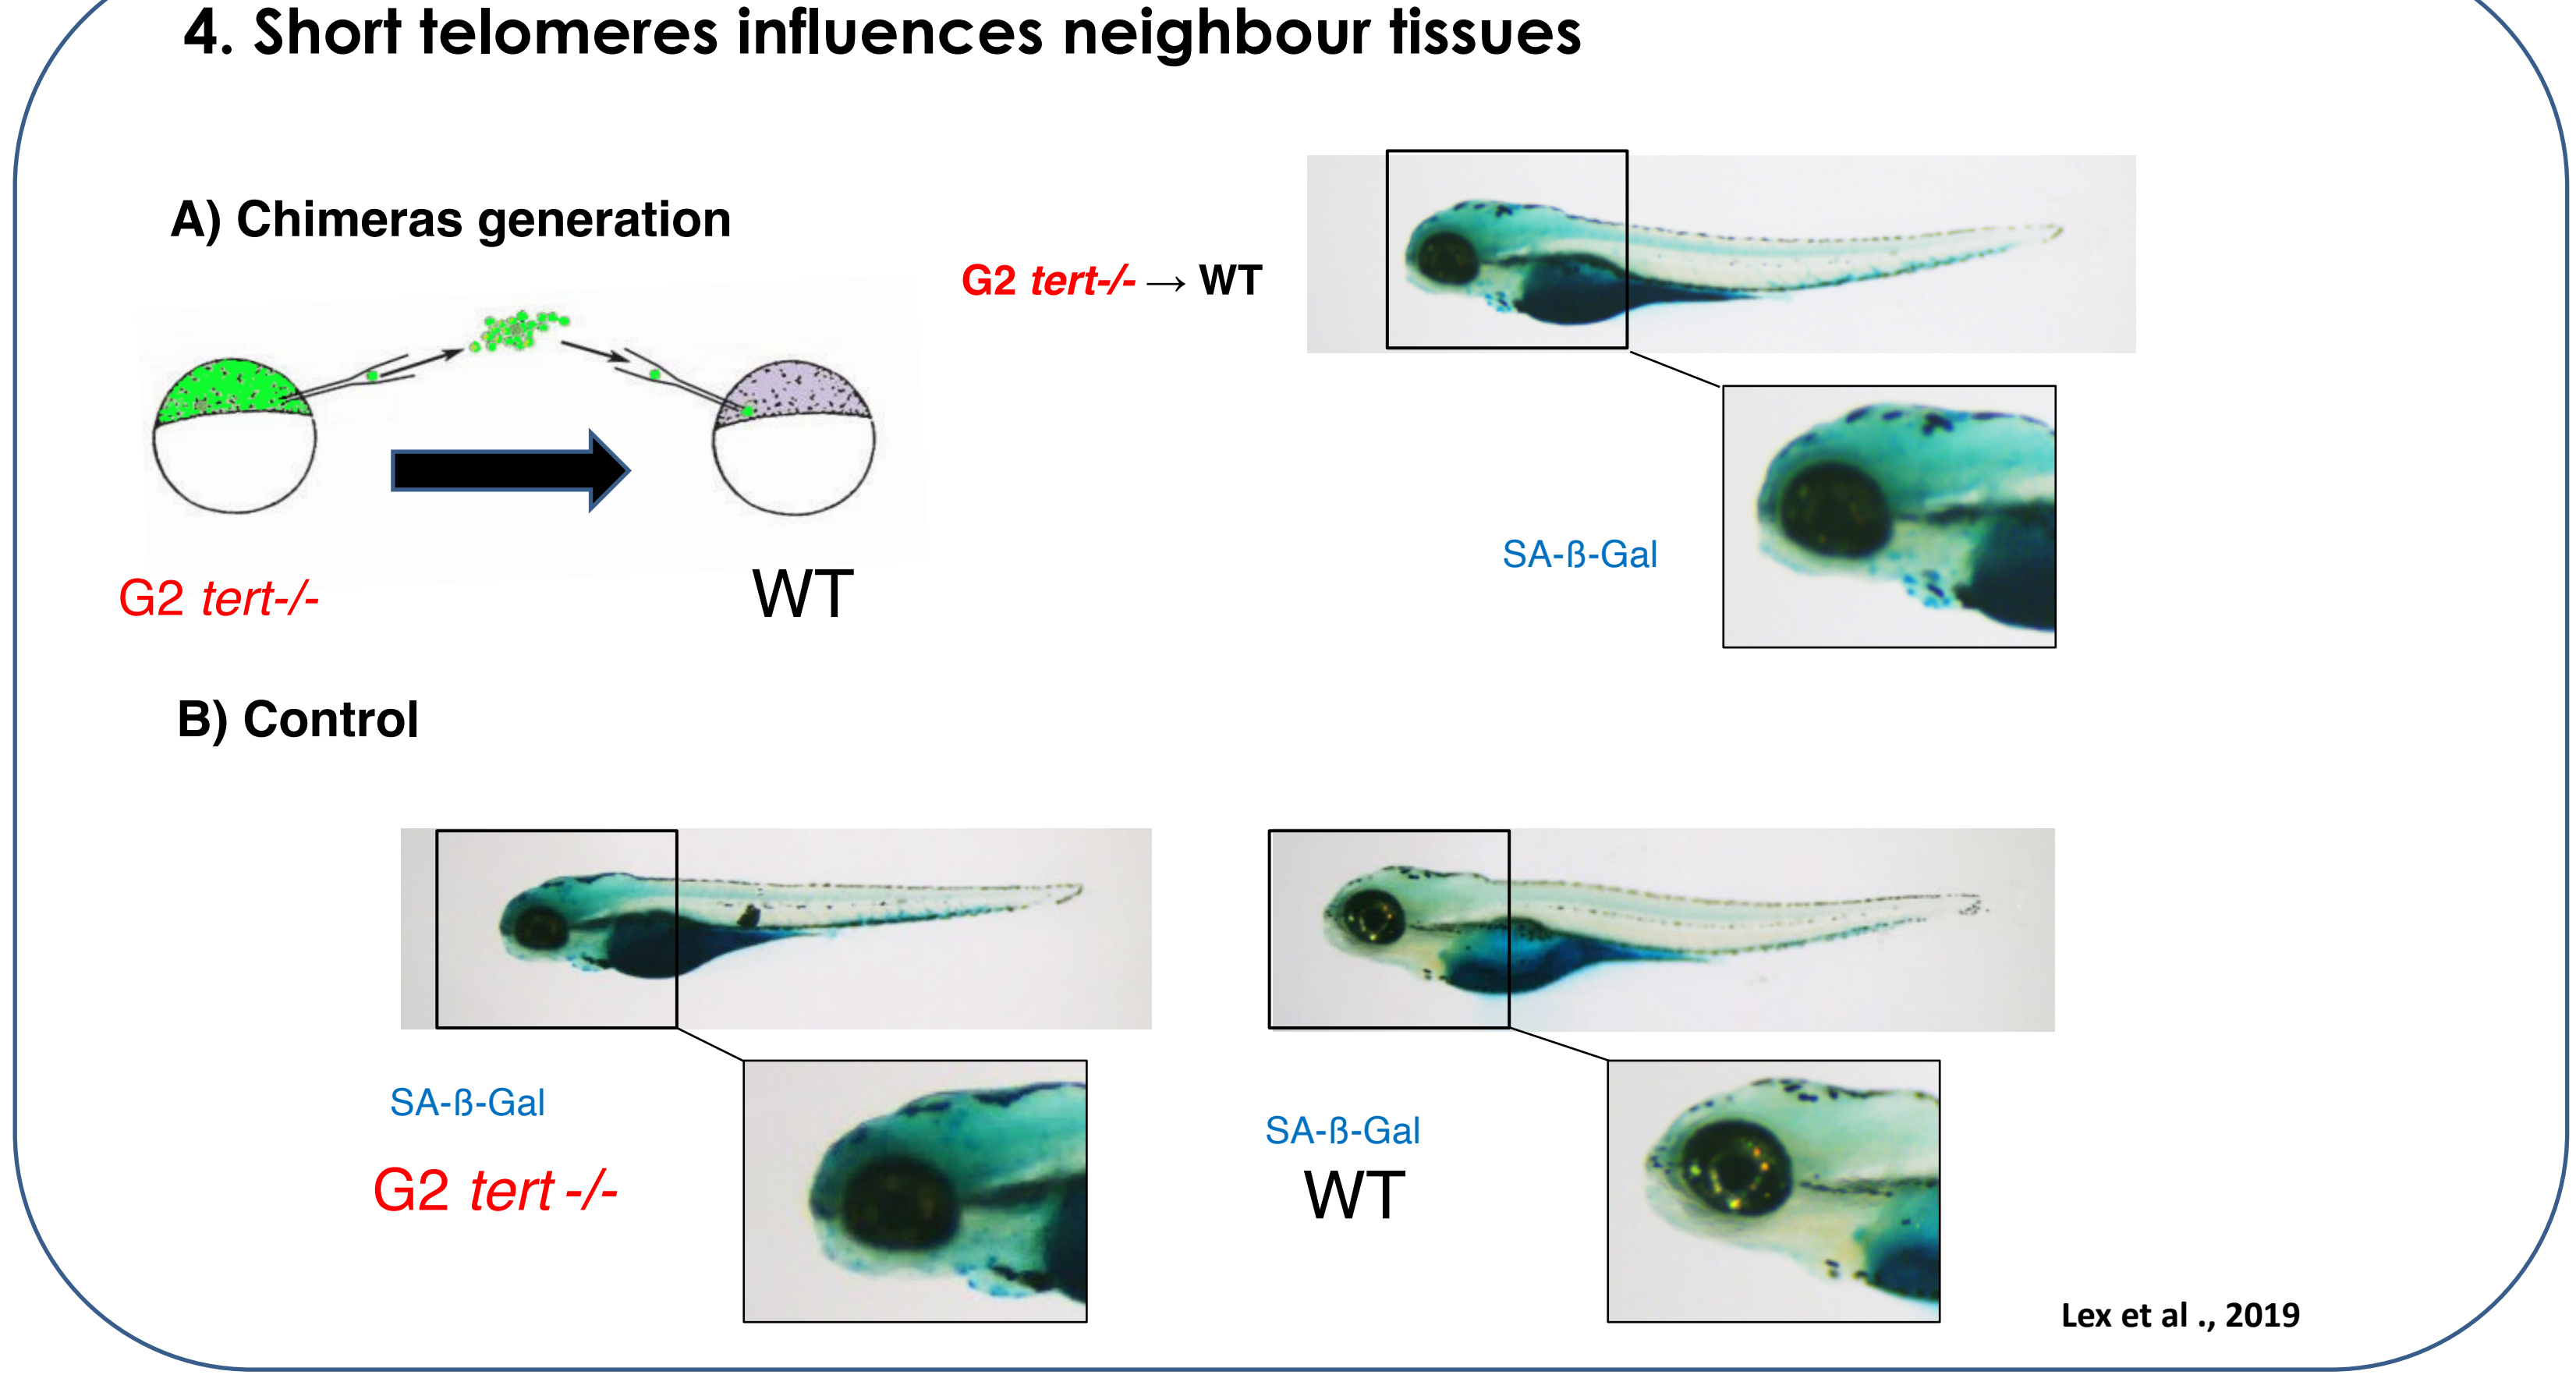 4. Short telomeres influences neighbour tissues
A) Chimeras generation
G2 tert-/- → WT
SA-ß-Gal
G2 tert-/-
WT
B) Control
SA-ß-Gal
G2 tert -/-
SA-ß-Gal
WT
Lex et al ., 2019